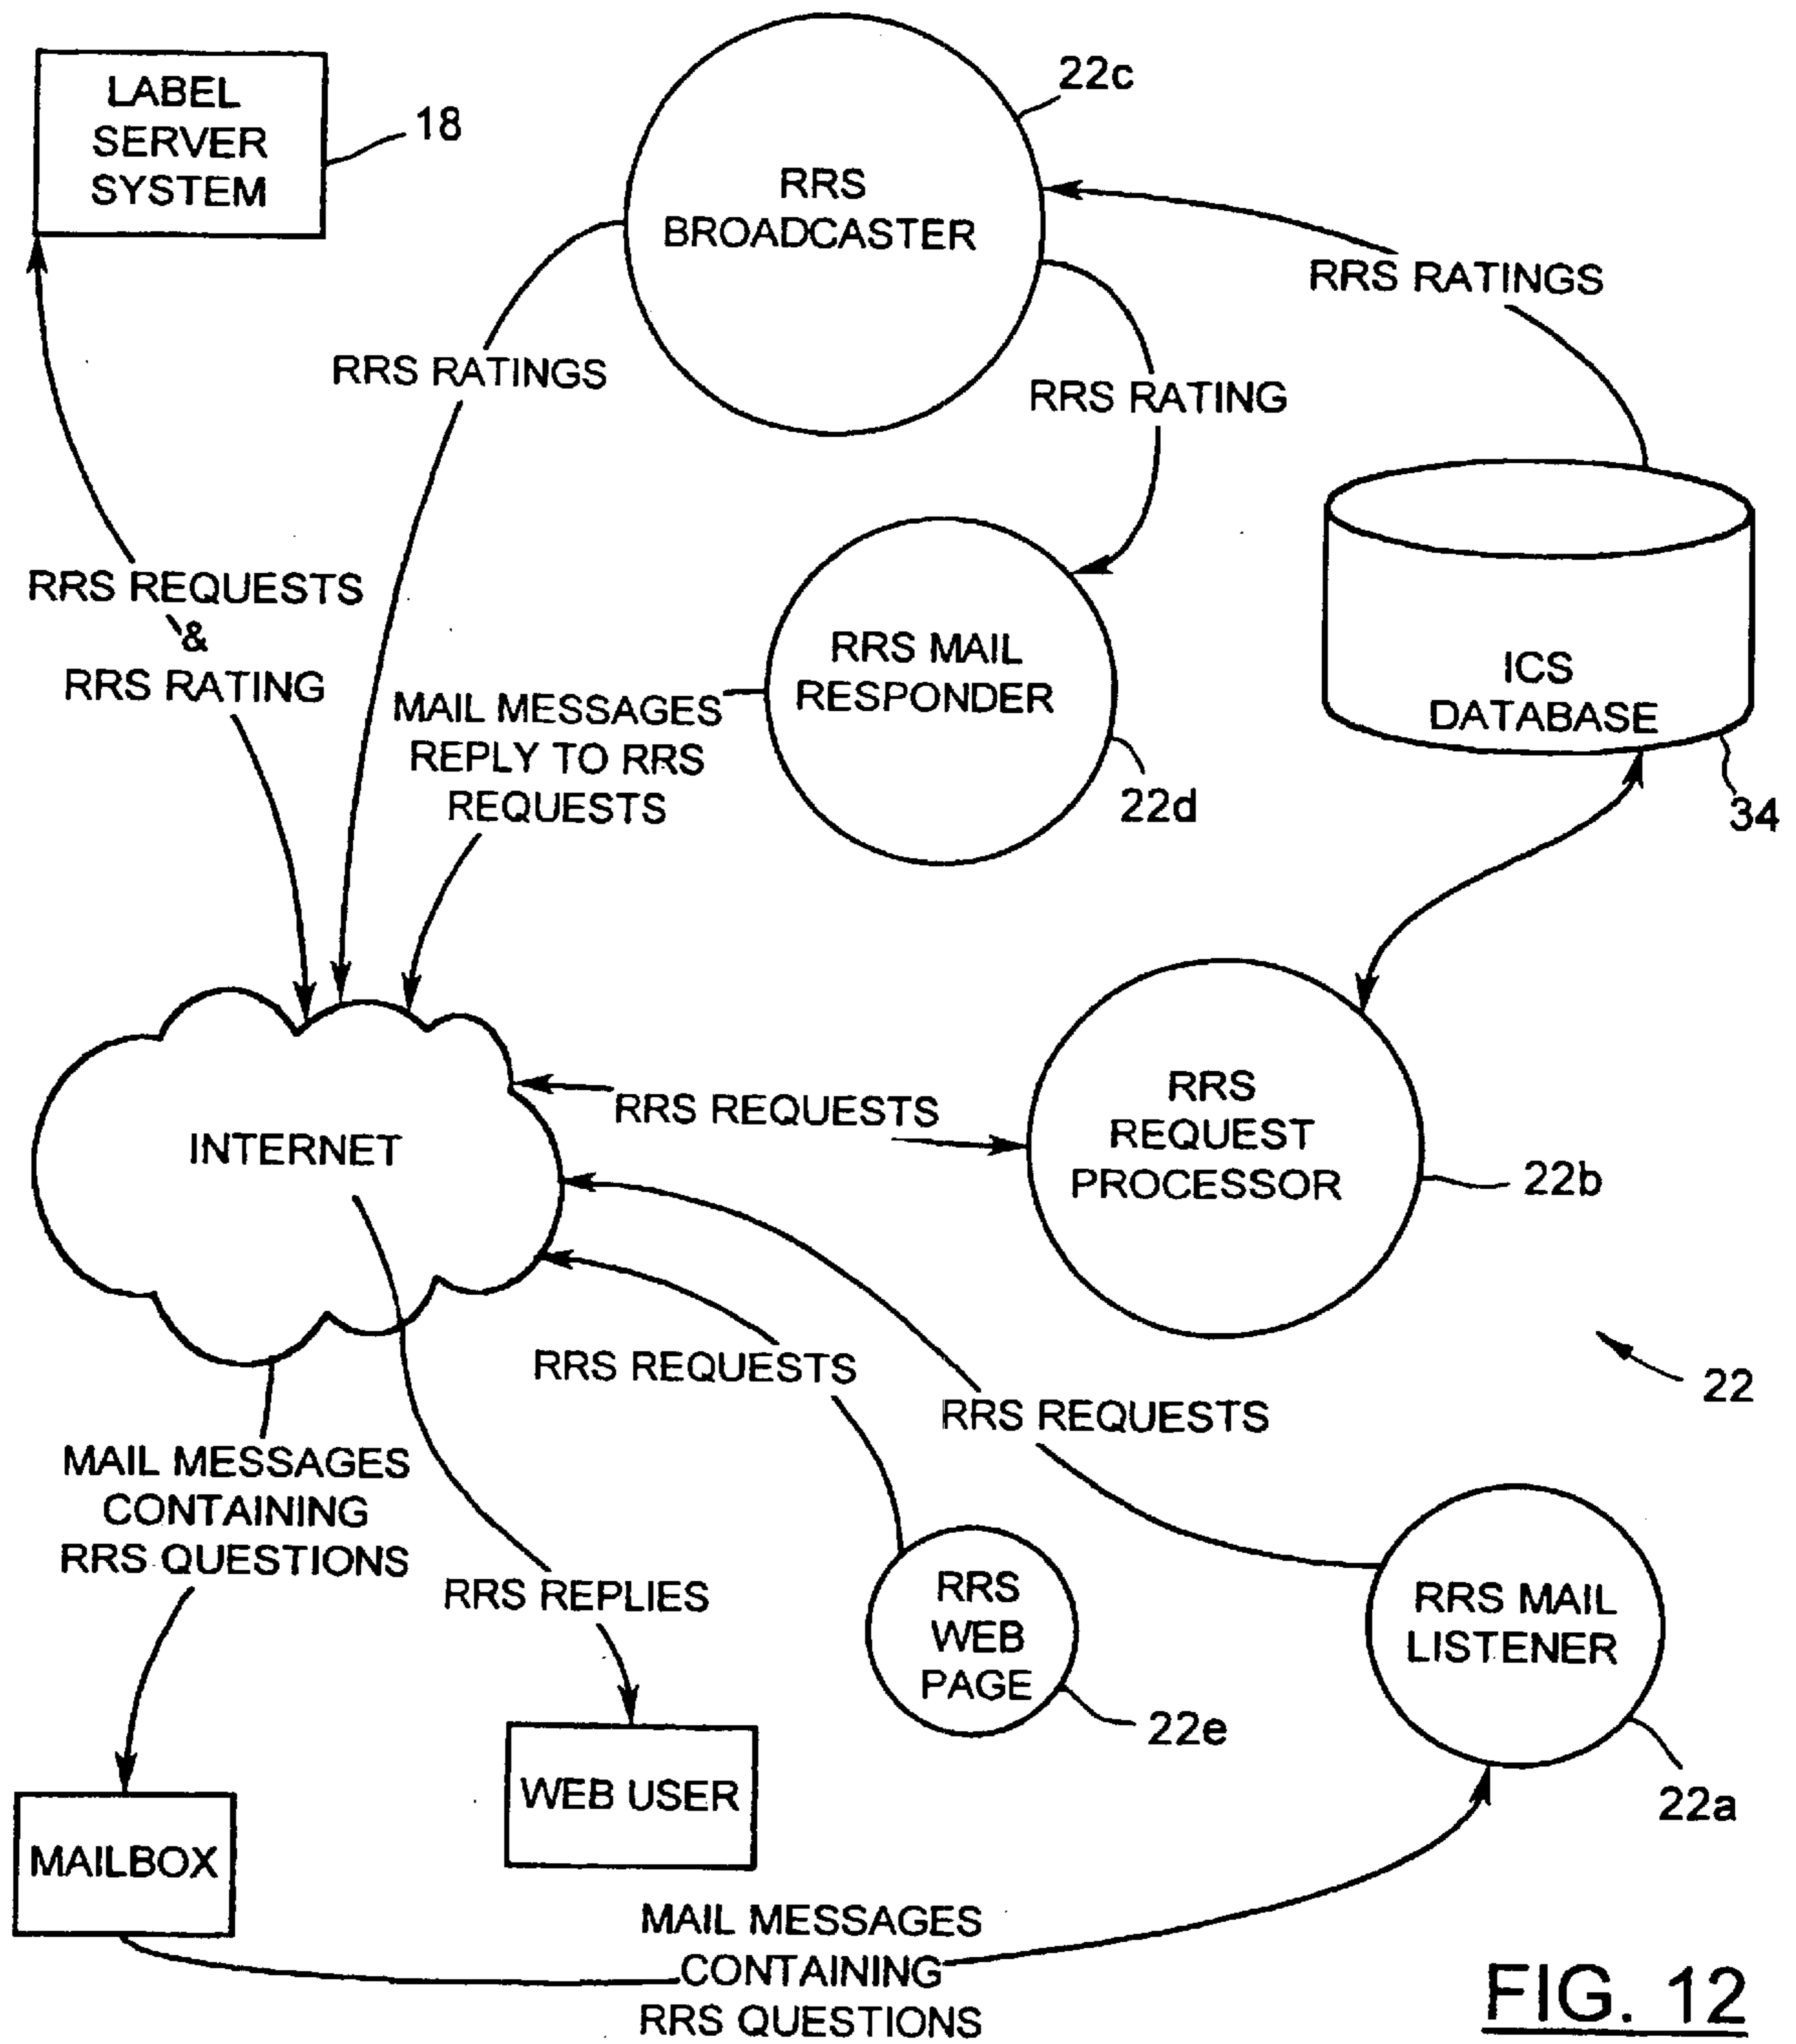 LABEL
SERVER
SYSTEM
18
22c
RRS
BROADCASTER
RRS RATINGS
RRS RATINGS
RRS RATING
RRS REQUESTS
&
RRS RATING
RRS MAIL
RESPONDER
22d
MAIL MESSAGES
REPLY TO RRS
REQUESTS
ICS
DATABASE
34
INTERNET
RRS REQUESTS
RRS
REQUEST
PROCESSOR
22b
22
RRS REQUESTS
RRS REQUESTS
MAIL MESSAGES
CONTAINING
RRS QUESTIONS
RRS REPLIES
RRS
WEB
PAGE
22e
RRS MAIL
LISTENER
22a
WEB USER
MAILBOX
MAIL MESSAGES
CONTAINING
RRS QUESTIONS
FIG. 12